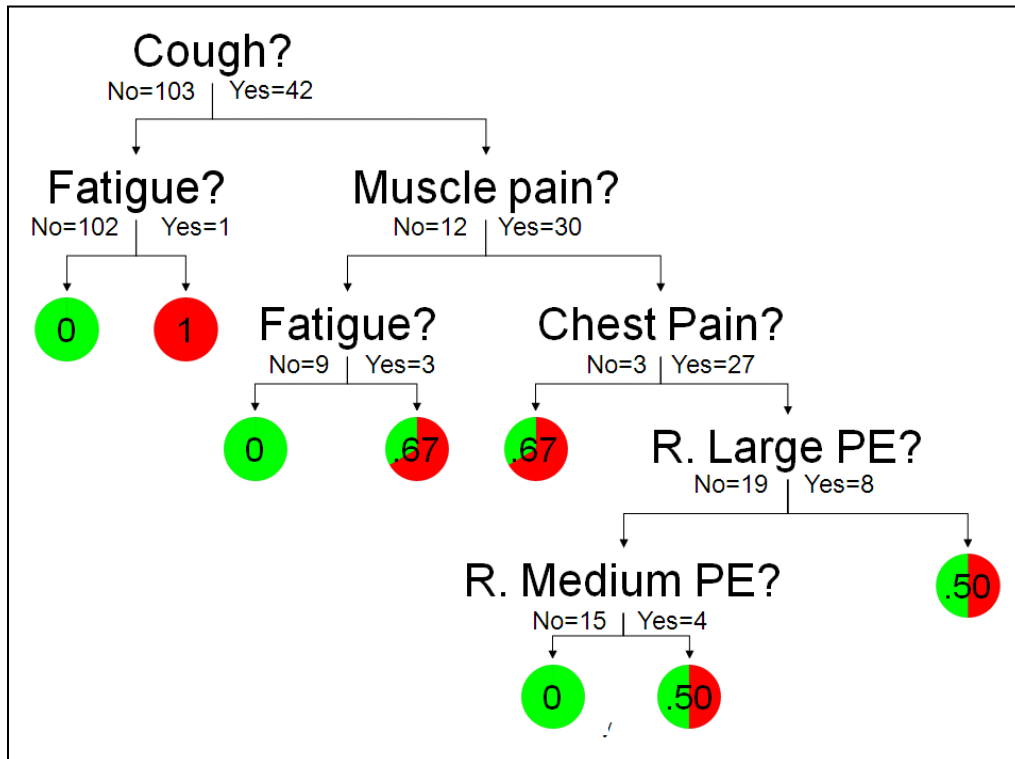 Cough?
No=103 Yes=42
Fatigue? Muscle pain?
No=102 Yes=1 No=12 Yes=30
0 1 Fatigue? Chest Pain?
No=9 Yes=3 No=3 Yes=27
0 .67 .67 R. Large PE?
No=19 Yes=8
R. Medium PE? .50
No=15 Yes=4
0 .50